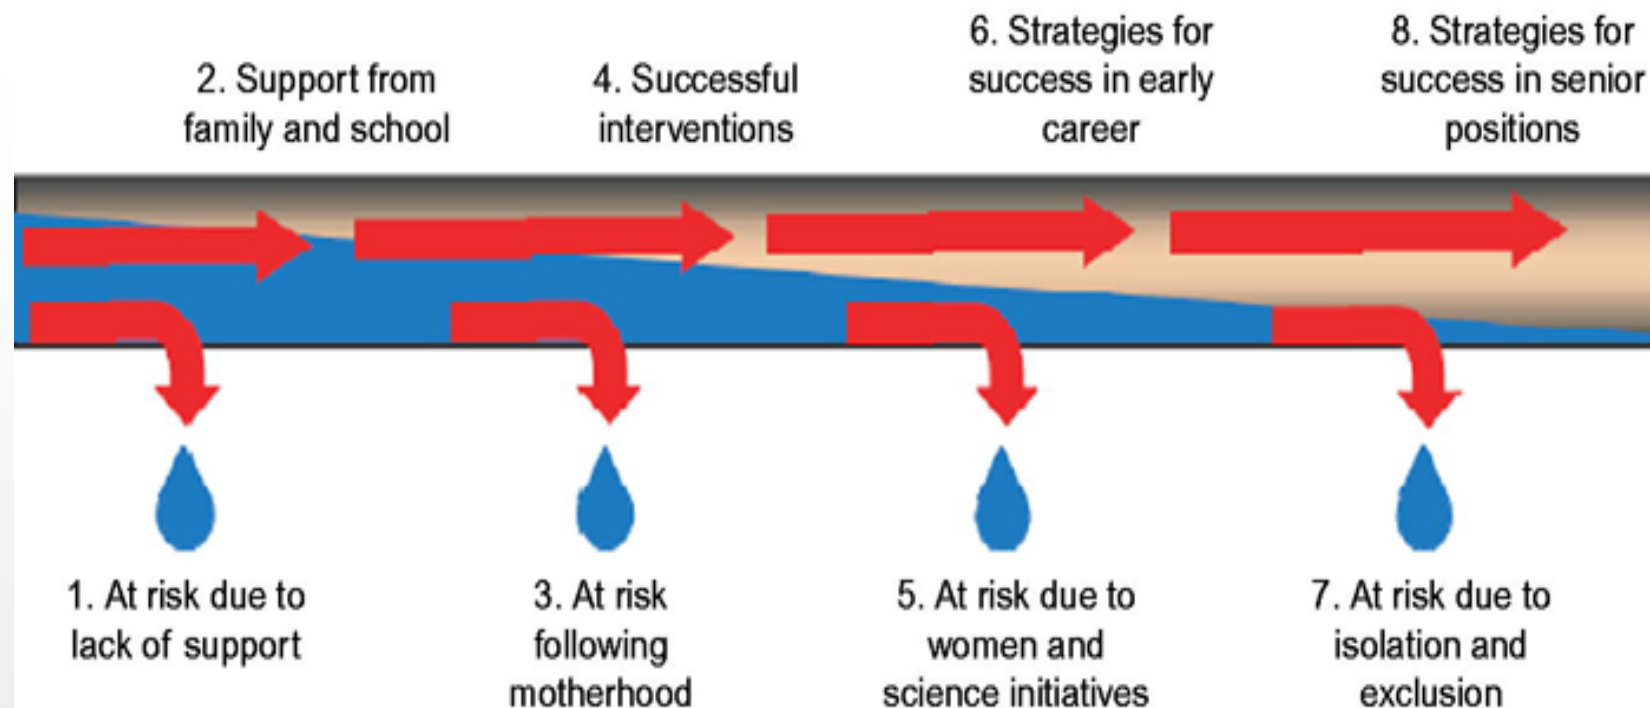 2. Support from
family and school
4. Successful
interventions
6. Strategies for
success in early
career
8. Strategies for
success in senior
positions
1. At risk due to
lack of support
3. At risk
following
motherhood
5. At risk due to
women and
science initiatives
7. At risk due to
isolation and
exclusion